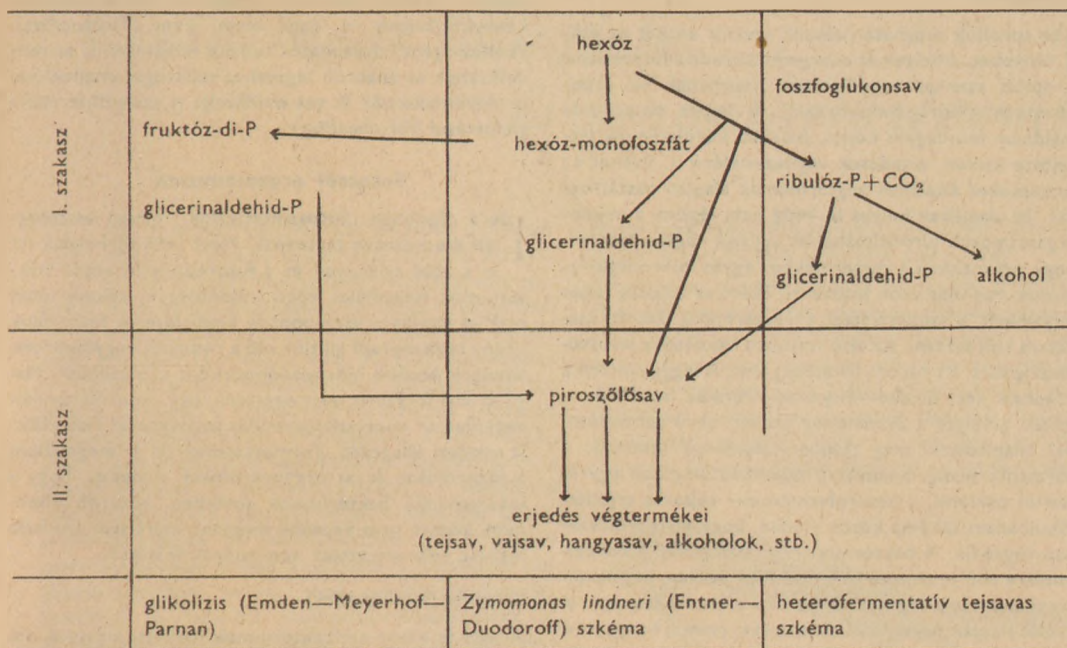 I. szakasz
hexóz
foszfoglukonsav
fruktóz-di-P
hexóz-monofoszfát
ribulóz-P+CO₂
glicerinaldehid-P
glicerinaldehid-P
glicerinaldehid-P
alkohol
II. szakasz
piroszőlősav
erjedés végtermékei
(tejsav, vajsav, hangyasav, alkoholok, stb.)
glikolízis (Emden—Meyerhof—
Parnan)
Zymomonas lindneri (Entner—
Duodoroff) szkéma
heterofermentatív tejsavas
szkéma